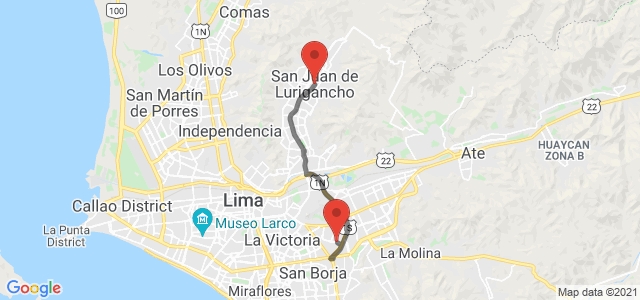 100
Comas
1N
Los Olivos
San Juan de
Lurigancho
San Martín
de Porres
Independencia
22
HUAYCAN
ZONA B
Ate
22
1N
Lima
Callao District
Museo Larco
La Punta
District
La Victoria
1S
La Molina
San Borja
Miraflores
Google
Map data ©2021